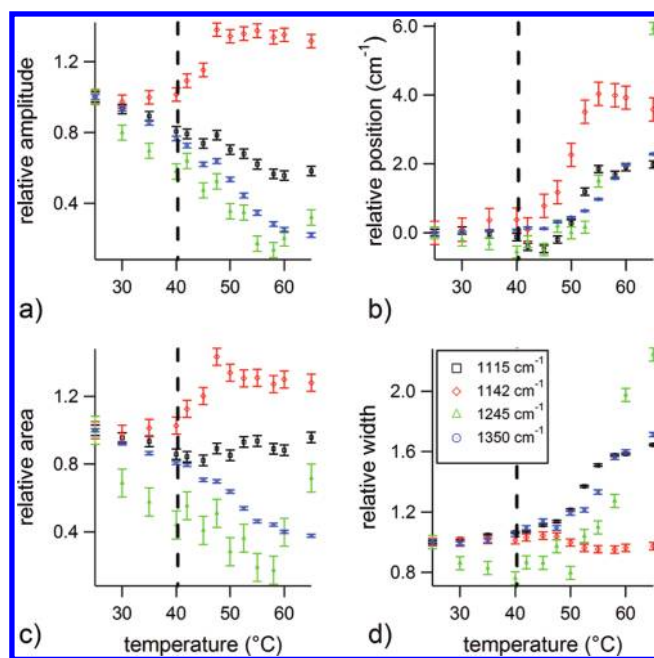 relative amplitude
1.2
0.8
0.4
30
40
50
60
a)
relative position (cm⁻¹)
6.0
4.0
2.0
0.0
30
40
50
60
b)
relative area
1.2
0.8
0.4
30
40
50
60
temperature (°C)
c)
relative width
2.0
1.6
1.2
0.8
1115 cm⁻¹
1142 cm⁻¹
1245 cm⁻¹
1350 cm⁻¹
30
40
50
60
temperature (°C)
d)